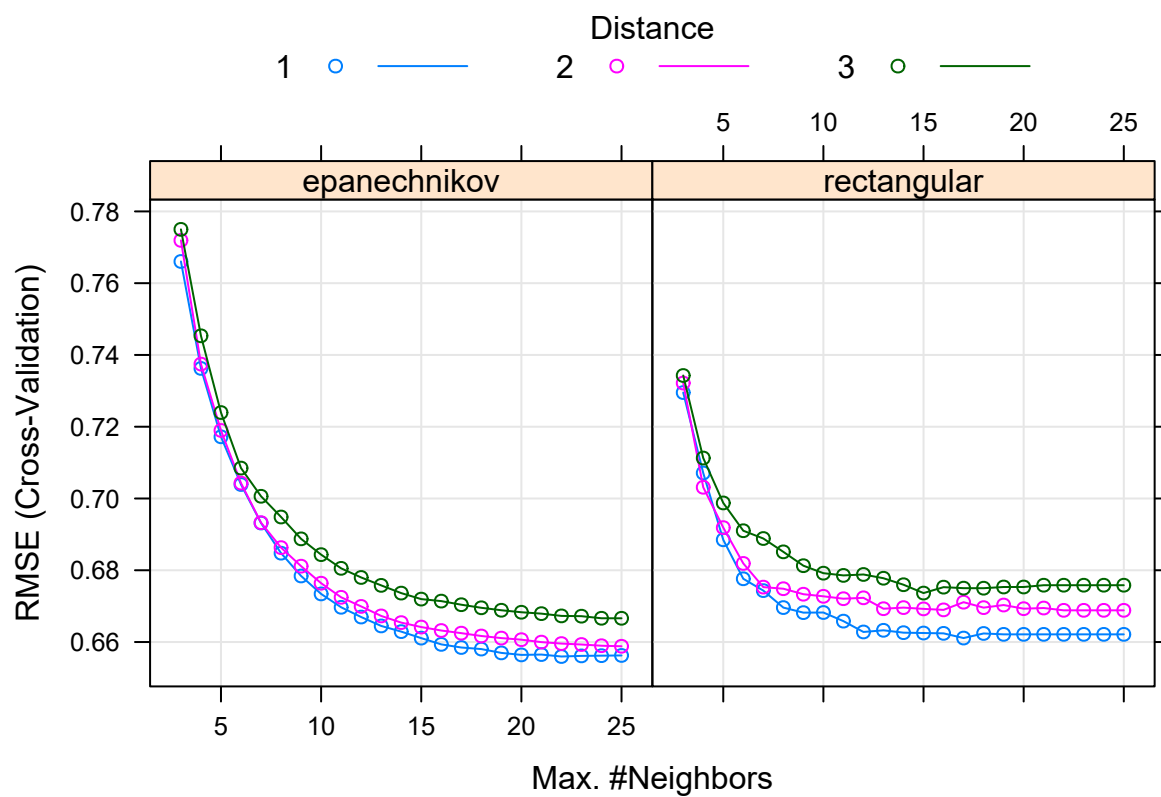 Distance
1 2 3
5 10 15 20 25
epanechnikov rectangular
0.78
0.76
0.74
0.72
0.70
0.68
0.66
RMSE (Cross-Validation)
5 10 15 20 25
Max. #Neighbors